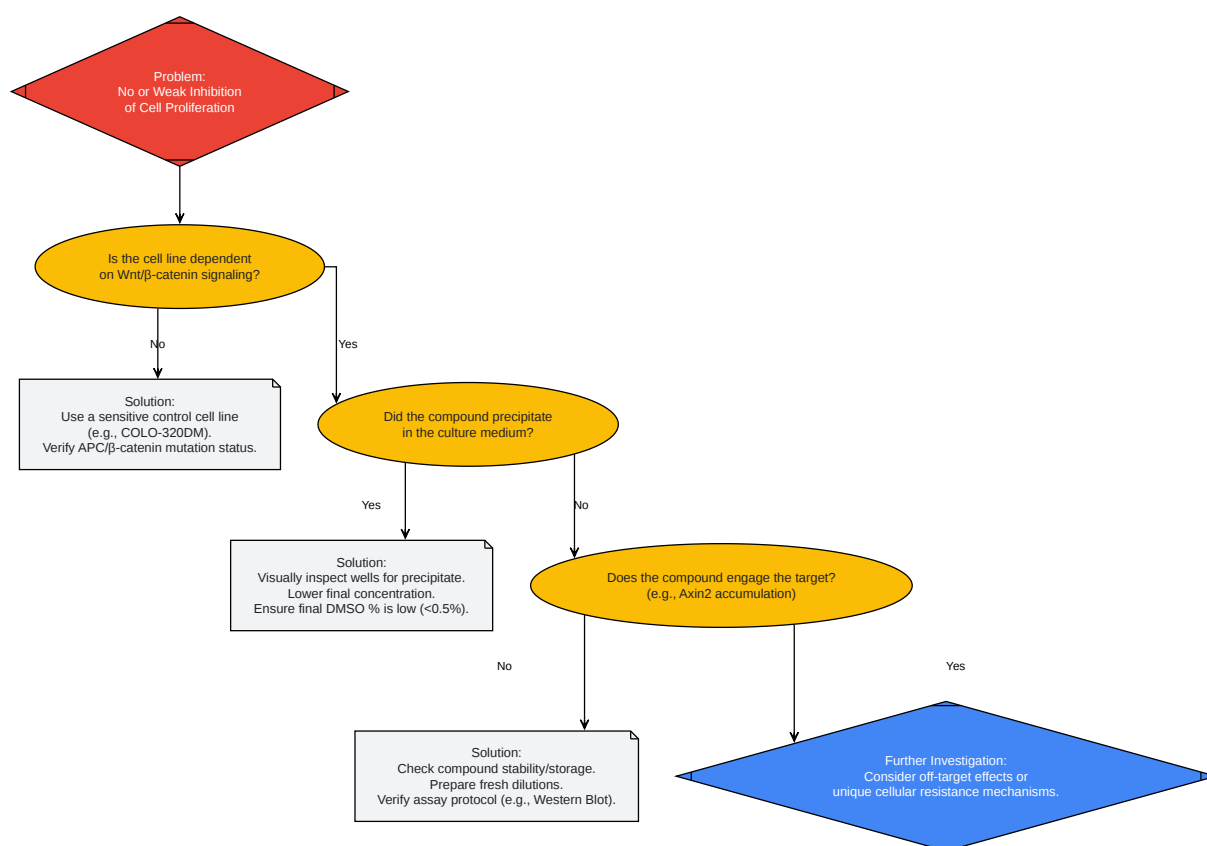 Problem:
No or Weak Inhibition
of Cell Proliferation
Is the cell line dependent
on Wnt/β-catenin signaling?
No
Yes
Solution:
Use a sensitive control cell line
(e.g., COLO-320DM).
Verify APC/β-catenin mutation status.
Did the compound precipitate
in the culture medium?
Yes
No
Solution:
Visually inspect wells for precipitate.
Lower final concentration.
Ensure final DMSO % is low (<0.5%).
Does the compound engage the target?
(e.g., Axin2 accumulation)
No
Yes
Solution:
Check compound stability/storage.
Prepare fresh dilutions.
Verify assay protocol (e.g., Western Blot).
Further Investigation:
Consider off-target effects or
unique cellular resistance mechanisms.